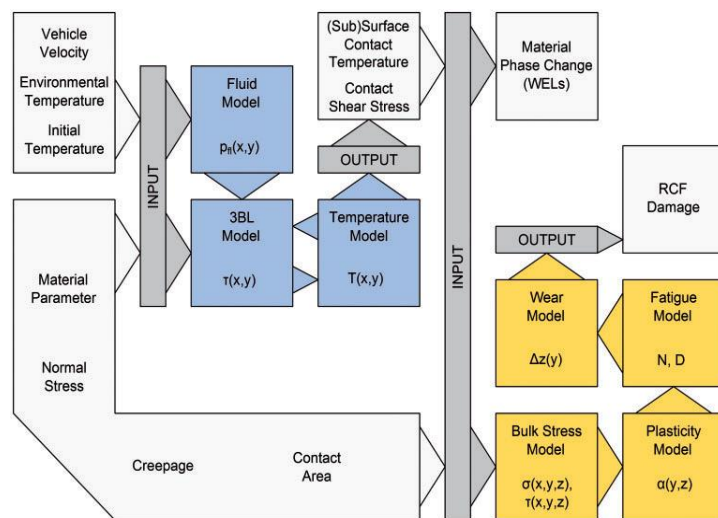 Vehicle
Velocity
Environmental
Temperature
Initial
Temperature
INPUT
Fluid
Model
pfl(x,y)
(Sub)Surface
Contact
Temperature
Contact
Shear Stress
OUTPUT
INPUT
Material
Phase Change
(WELs)
Material
Parameter
Normal
Stress
3BL
Model
τ(x,y)
Temperature
Model
T(x,y)
RCF
Damage
OUTPUT
Wear
Model
Δz(y)
Fatigue
Model
N, D
Creepage
Contact
Area
Bulk Stress
Model
σ(x,y,z),
τ(x,y,z)
Plasticity
Model
α(y,z)